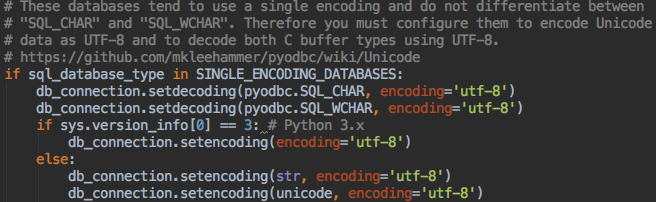 # These databases tend to use a single encoding and do not differentiate between
# "SQL_CHAR" and "SQL_WCHAR". Therefore you must configure them to encode Unicode
# data as UTF-8 and to decode both C buffer types using UTF-8.
# https://github.com/mkleehammer/pyodbc/wiki/Unicode
if sql_database_type in SINGLE_ENCODING_DATABASES:
    db_connection.setdecoding(pyodbc.SQL_CHAR, encoding='utf-8')
    db_connection.setdecoding(pyodbc.SQL_WCHAR, encoding='utf-8')
    if sys.version_info[0] == 3: # Python 3.x
        db_connection.setencoding(encoding='utf-8')
    else:
        db_connection.setencoding(str, encoding='utf-8')
        db_connection.setencoding(unicode, encoding='utf-8')